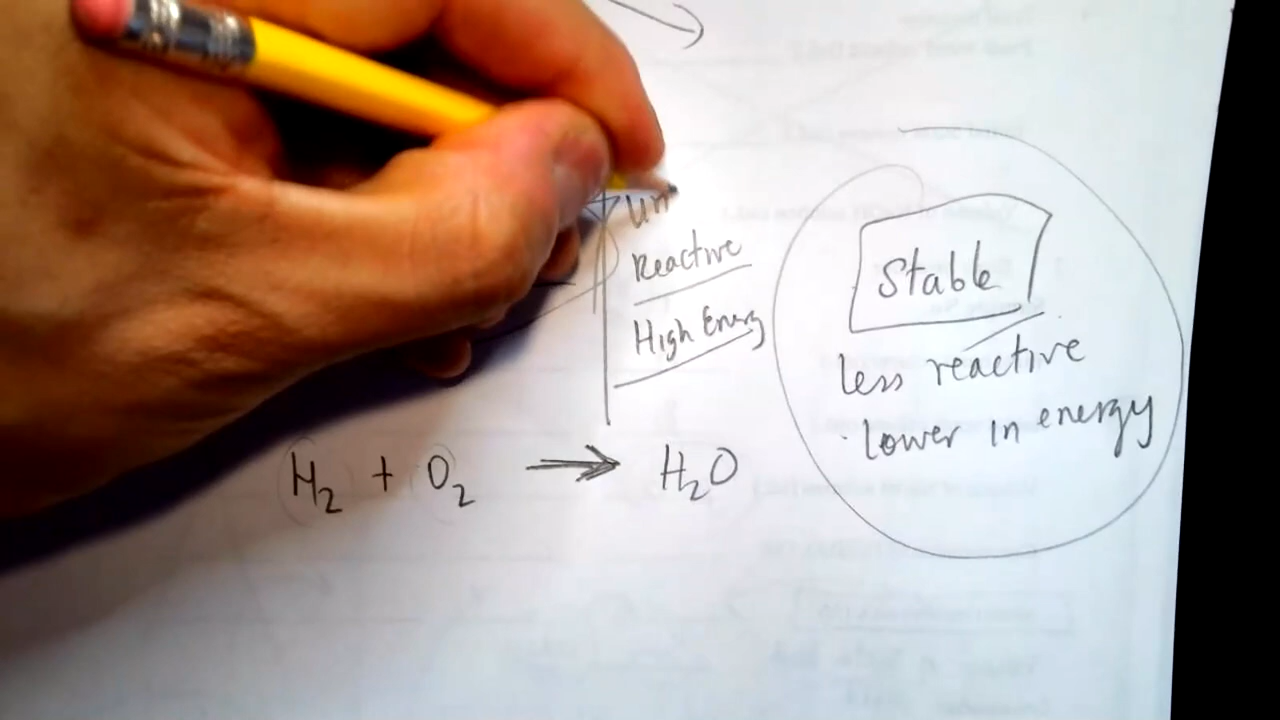 Un
Reactive
High Energy
Stable
less reactive
lower in energy
H₂ + O₂ → H₂O